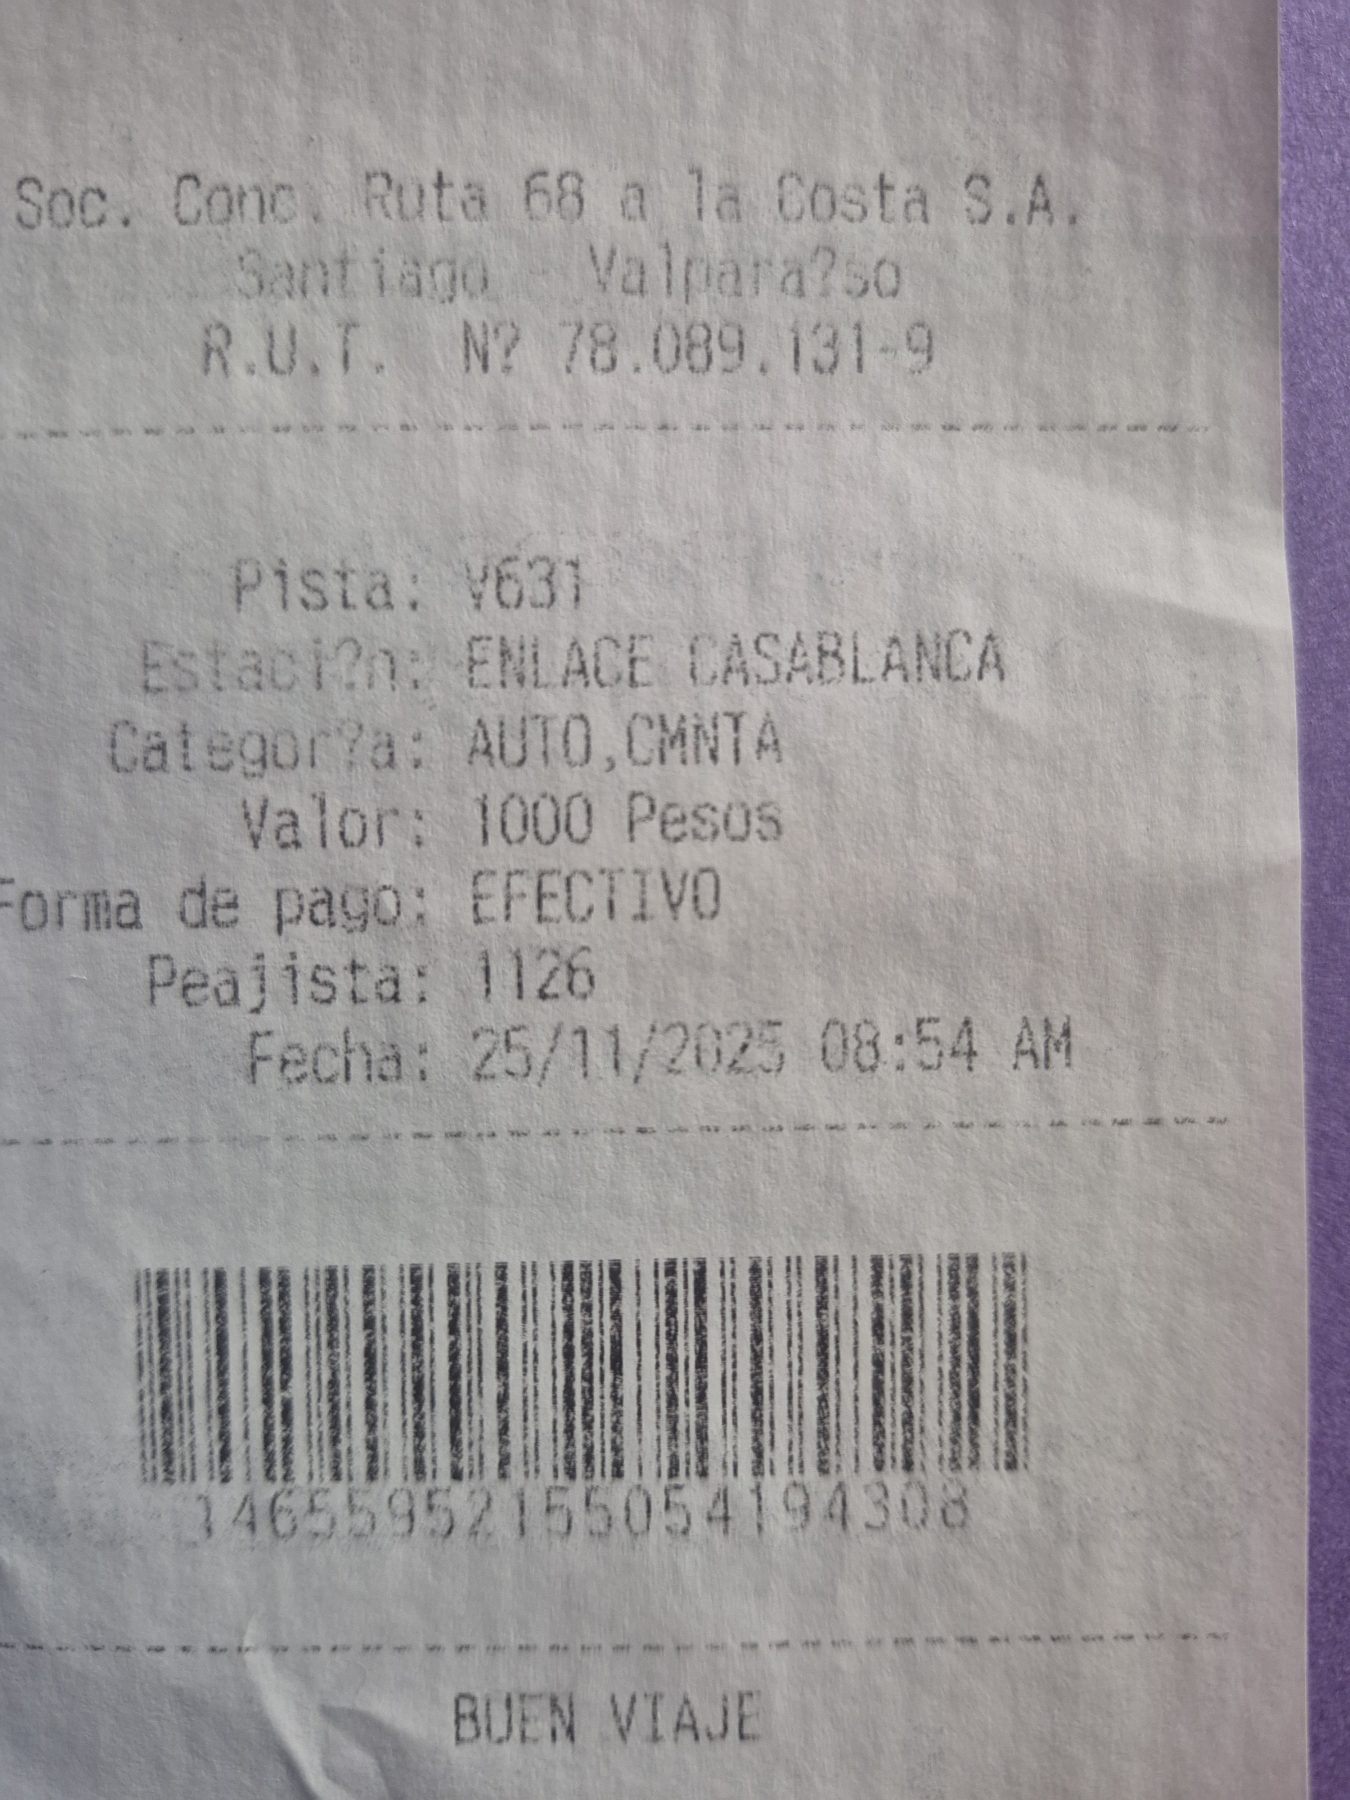 Soc. Conc. Ruta 68 a la Costa S.A.
Santiago - Valpara?so
R.U.T. N? 78.089.131-9
Pista: V631
Estaci?n: ENLACE CASABLANCA
Categor?a: AUTO,CMNTA
Valor: 1000 Pesos
Forma de pago: EFECTIVO
Peajista: 1126
Fecha: 25/11/2025 08:54 AM
14655952155054194308
BUEN VIAJE